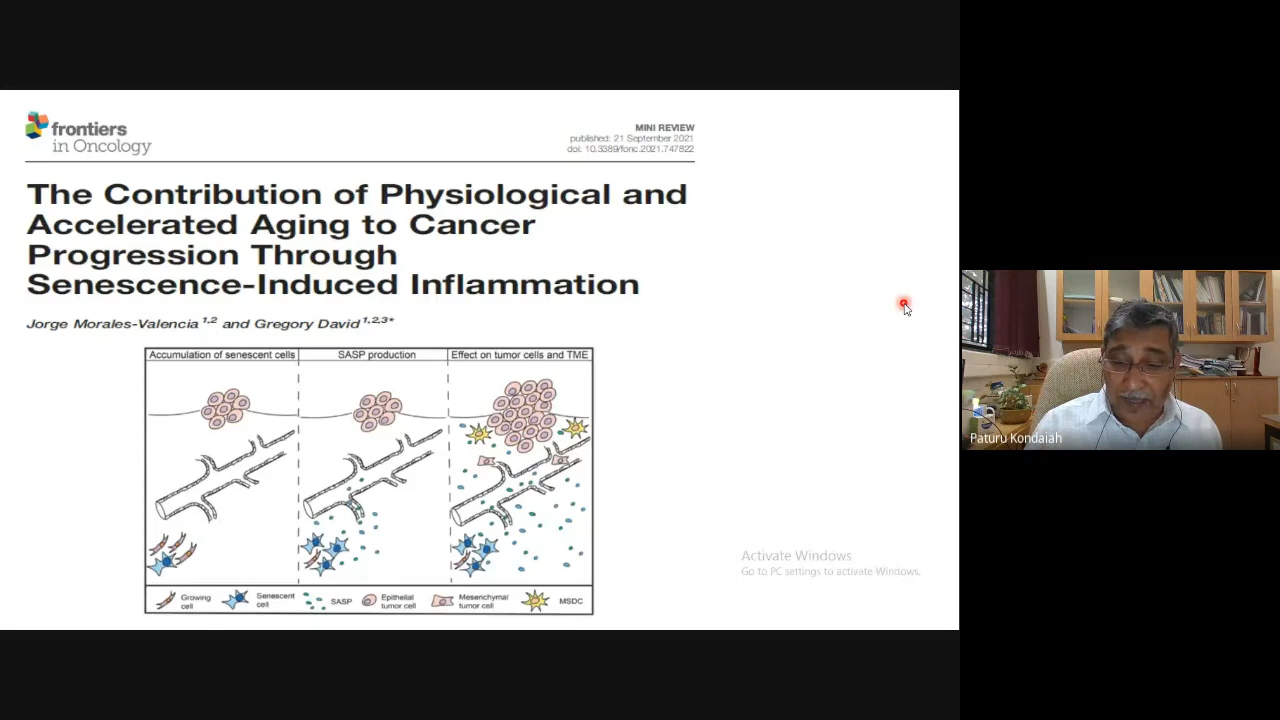 frontiers
in Oncology
MINI REVIEW
published: 21 September 2021
doi: 10.3389/fonc.2021.747822
The Contribution of Physiological and
Accelerated Aging to Cancer
Progression Through
Senescence-Induced Inflammation
Jorge Morales-Valencia 1,2 and Gregory David 1,2,3*
Accumulation of senescent cells
SASP production
Effect on tumor cells and TME
Growing
cell
Senescent
cell
SASP
Epithelial
tumor cell
Mesenchymal
tumor cell
MSDC
Activate Windows
Go to PC settings to activate Windows.
Paturu Kondaiah